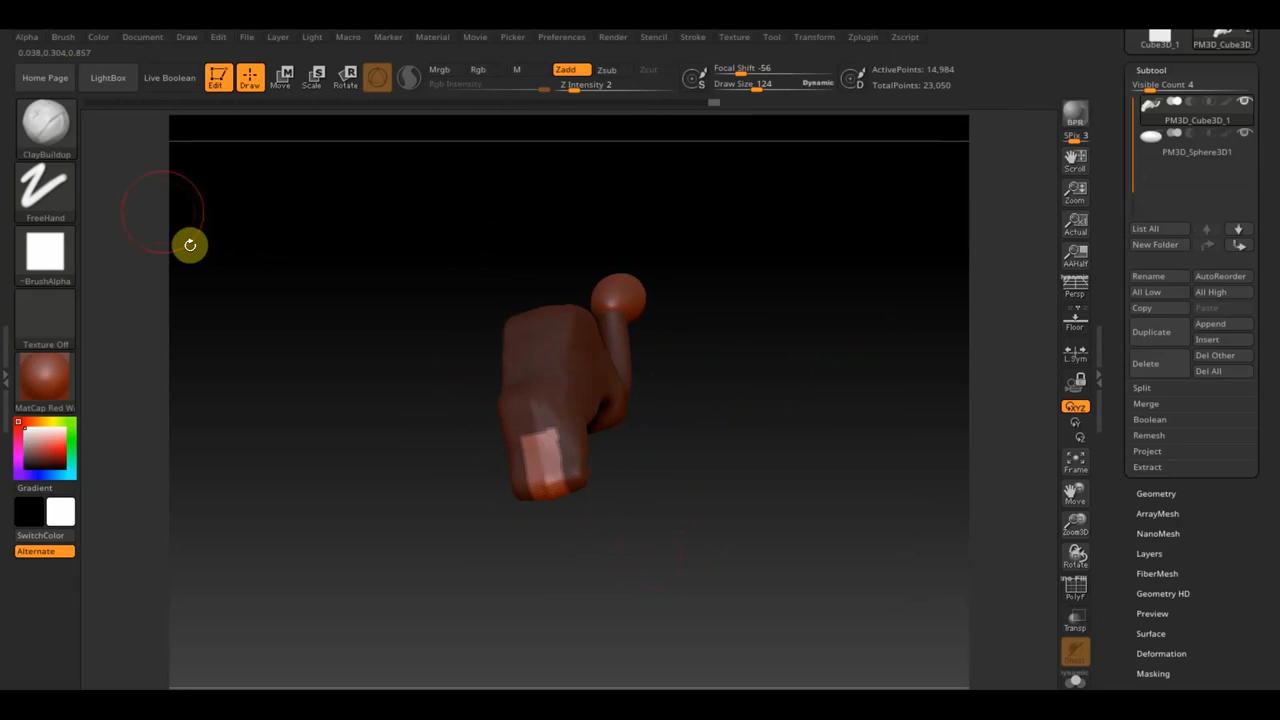 Alpha Brush Color Document Draw Edit File Layer Light Macro Marker Material Movie Picker Preferences Render Stencil Stroke Texture Tool Transform Zplugin Zscript
0.038,0.304,0.857
Home Page LightBox Live Boolean Edit Draw Move Scale Rotate
Mrgb Rgb M Zadd Zsub Zcut
Rgb Intensity Z Intensity 2
S Focal Shift -56
Draw Size 124 Dynamic
D ActivePoints: 14,984
TotalPoints: 23,050
ClayBuildup
FreeHand
~BrushAlpha
Texture Off
MatCap Red W
Gradient
SwitchColor
Alternate
BPR
SPix 3
Scroll
Zoom
Actual
AAHalf
Dynamic
Persp
Floor
L.Sym
XYZ
Y
Z
Frame
Move
Zoom3D
Rotate
PolyF
Transp
Dynamic
Cube3D_1 PM3D_Cube3D_
Subtool
Visible Count 4
PM3D_Cube3D_1
PM3D_Sphere3D1
List All
New Folder
Rename AutoReorder
All Low All High
Copy Paste
Duplicate Append
Insert
Delete Del Other
Del All
Split
Merge
Boolean
Remesh
Project
Extract
Geometry
ArrayMesh
NanoMesh
Layers
FiberMesh
Geometry HD
Preview
Surface
Deformation
Masking